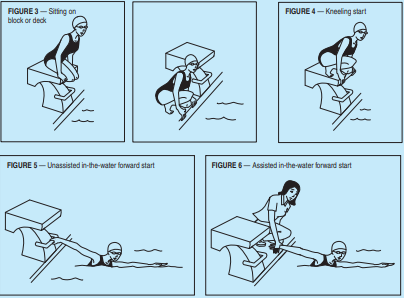 FIGURE 3 — Sitting on
block or deck
FIGURE 4 — Kneeling start
FIGURE 5 — Unassisted in-the-water forward start
FIGURE 6 — Assisted in-the-water forward start